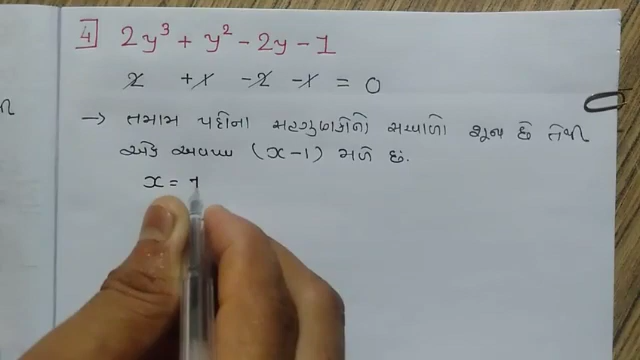 4 2y³ + y² - 2y - 1
2 + 1 - 2 - 1 = 0
→ તમામ પદોના સહગુણકોનો સરવાળો શૂન્ય છે તેથી
એક અવયવ (x-1) મળે છે.
x = 1